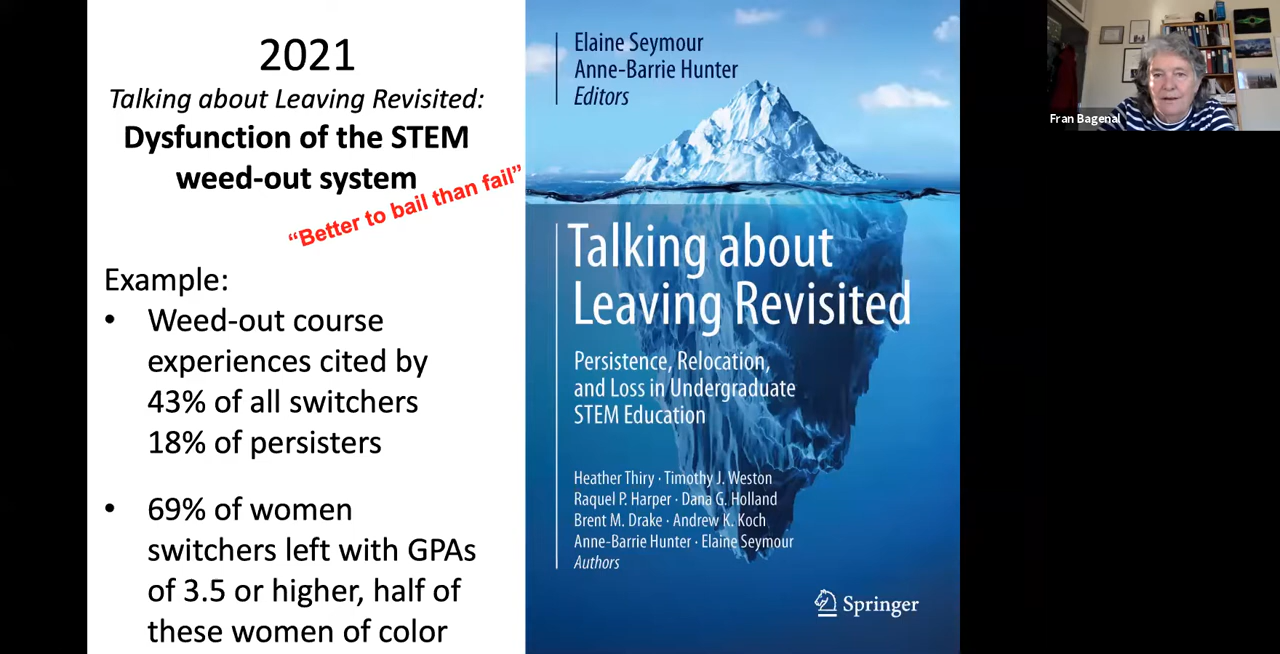 2021
Talking about Leaving Revisited:
Dysfunction of the STEM
weed-out system
“Better to bail than fail”
Example:
• Weed-out course
experiences cited by
43% of all switchers
18% of persisters
• 69% of women
switchers left with GPAs
of 3.5 or higher, half of
these women of color
Elaine Seymour
Anne-Barrie Hunter
Editors
Talking about
Leaving Revisited
Persistence, Relocation,
and Loss in Undergraduate
STEM Education
Heather Thiry · Timothy J. Weston
Raquel P. Harper · Dana G. Holland
Brent M. Drake · Andrew K. Koch
Anne-Barrie Hunter · Elaine Seymour
Authors
Springer
Fran Bagenal